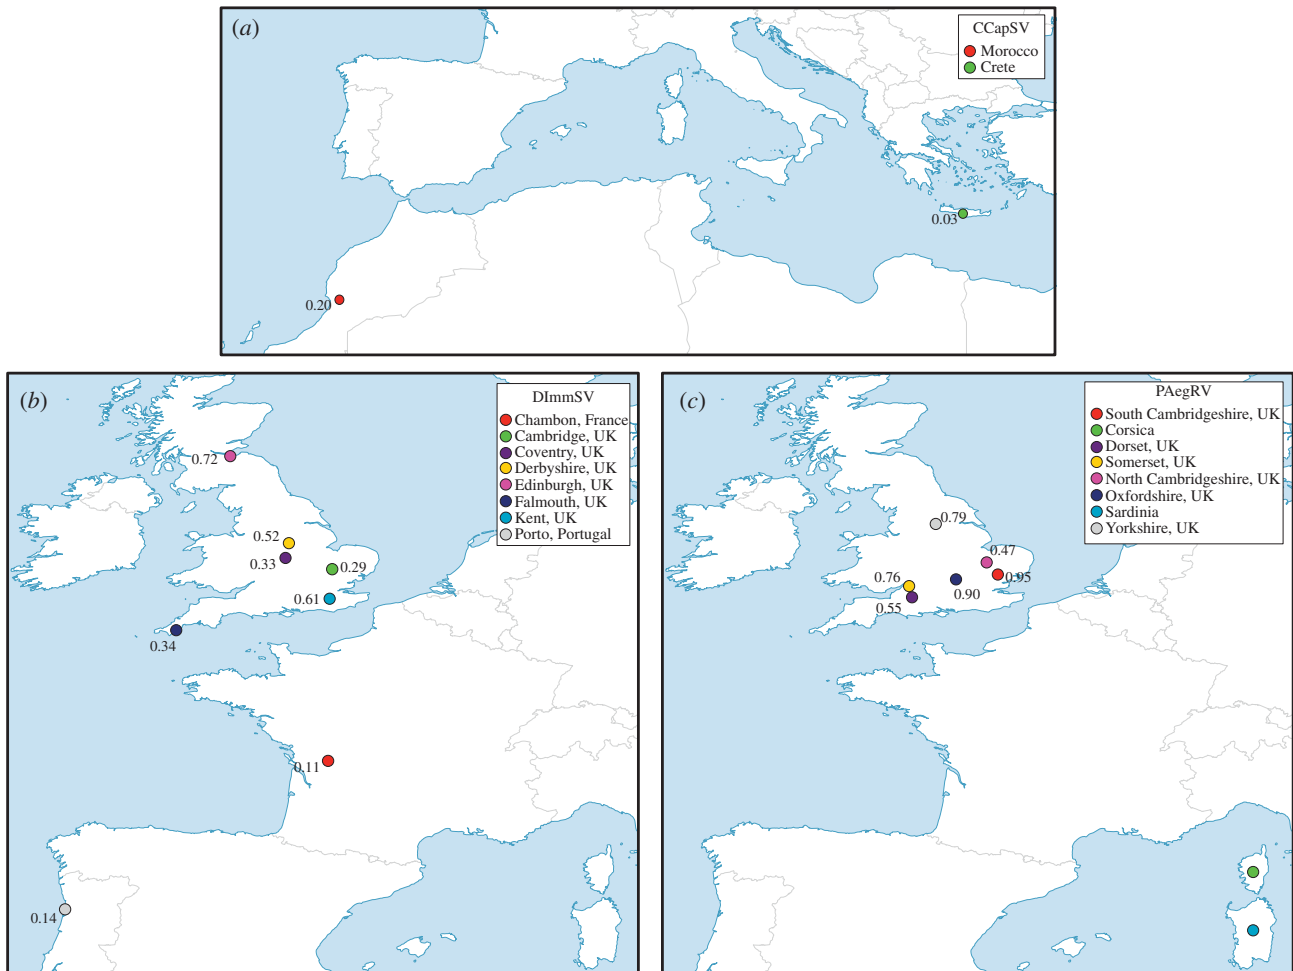 (a)
CCapSV
Morocco
Crete
0.03
0.20
(b)
DImmSV
Chambon, France
Cambridge, UK
Coventry, UK
Derbyshire, UK
Edinburgh, UK
Falmouth, UK
Kent, UK
Porto, Portugal
0.72
0.52
0.33
0.29
0.61
0.34
0.11
0.14
(c)
PAegRV
South Cambridgeshire, UK
Corsica
Dorset, UK
Somerset, UK
North Cambridgeshire, UK
Oxfordshire, UK
Sardinia
Yorkshire, UK
0.79
0.47
0.76
0.95
0.90
0.55